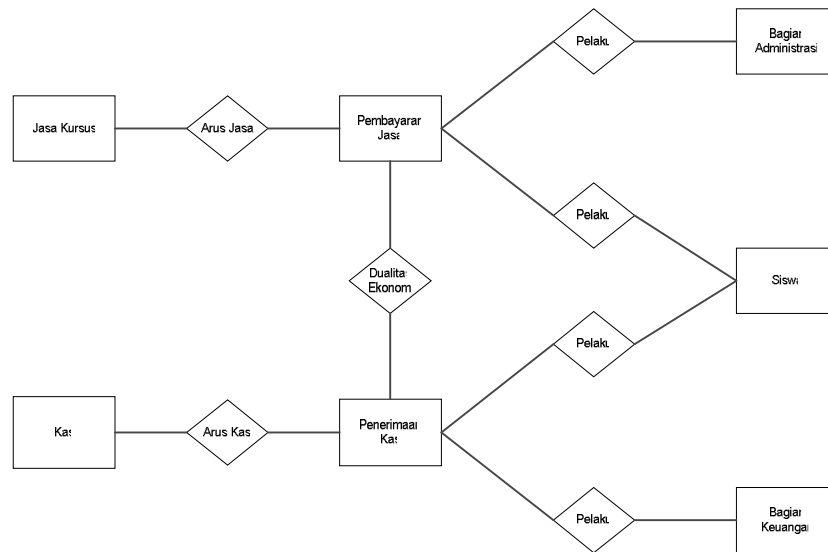 Pelaku
Bagian
Administrasi
Jasa Kursus
Arus Jasa
Pembayaran
Jasa
Pelaku
Dualitas
Ekonomi
Siswa
Pelaku
Kas
Arus Kas
Penerimaan
Kas
Pelaku
Bagian
Keuangan